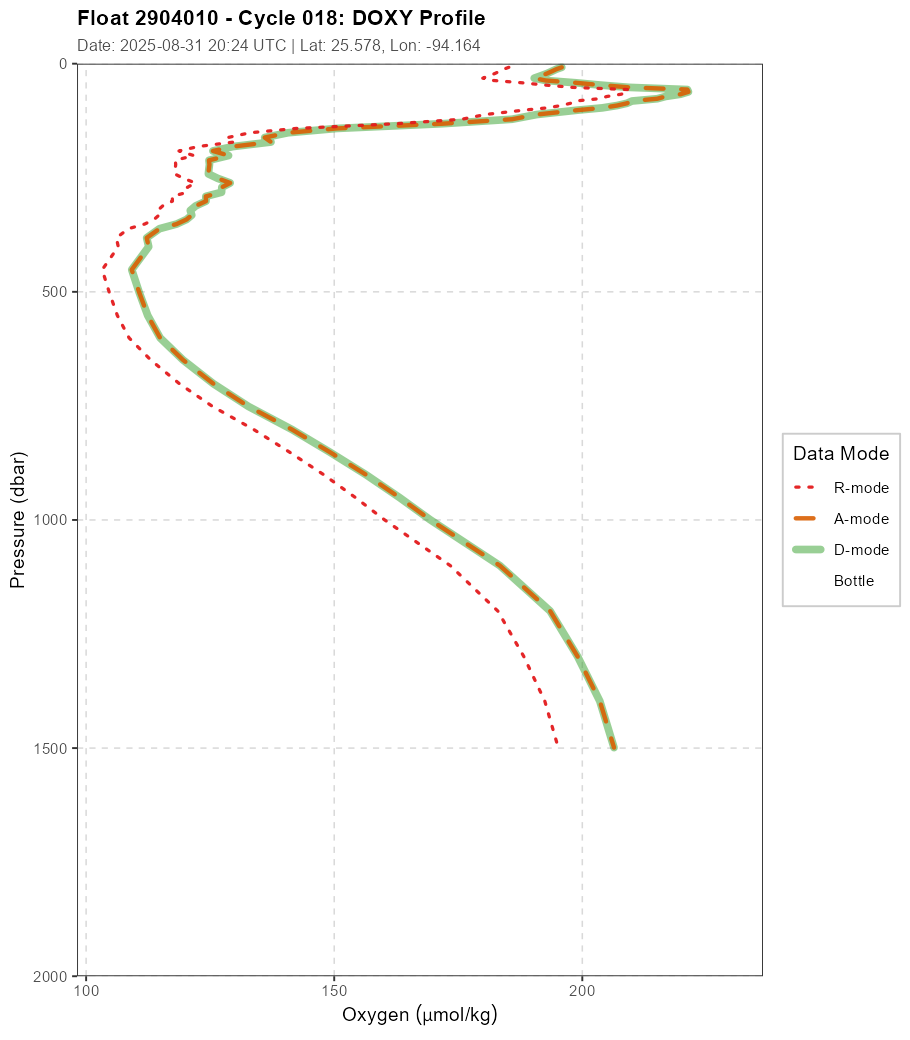 Float 2904010 - Cycle 018: DOXY Profile
Date: 2025-08-31 20:24 UTC | Lat: 25.578, Lon: -94.164
0
500
1000
1500
2000
Pressure (dbar)
100
150
200
Oxygen (μmol/kg)
Data Mode
R-mode
A-mode
D-mode
Bottle